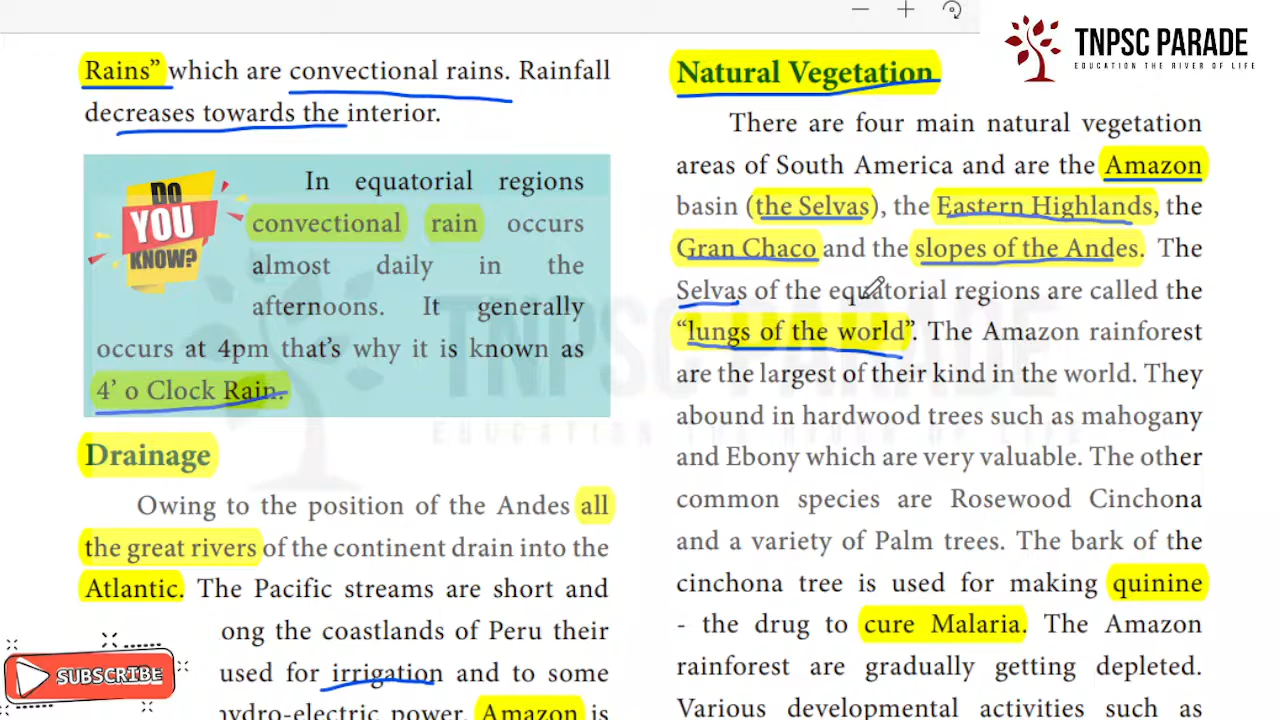 TNPSC PARADE
EDUCATION THE RIVER OF LIFE
Rains” which are convectional rains. Rainfall
decreases towards the interior.
DO
YOU
KNOW?
In equatorial regions
convectional rain occurs
almost daily in the
afternoons. It generally
occurs at 4pm that’s why it is known as
4’ o Clock Rain.
Drainage
Owing to the position of the Andes all
the great rivers of the continent drain into the
Atlantic. The Pacific streams are short and
ong the coastlands of Peru their
used for irrigation and to some
hydro-electric power. Amazon is
SUBSCRIBE
Natural Vegetation
There are four main natural vegetation
areas of South America and are the Amazon
basin (the Selvas), the Eastern Highlands, the
Gran Chaco and the slopes of the Andes. The
Selvas of the equatorial regions are called the
“lungs of the world”. The Amazon rainforest
are the largest of their kind in the world. They
abound in hardwood trees such as mahogany
and Ebony which are very valuable. The other
common species are Rosewood Cinchona
and a variety of Palm trees. The bark of the
cinchona tree is used for making quinine
- the drug to cure Malaria. The Amazon
rainforest are gradually getting depleted.
Various developmental activities such as
TNPSC PARADE
EDUCATION THE RIVER OF LIFE